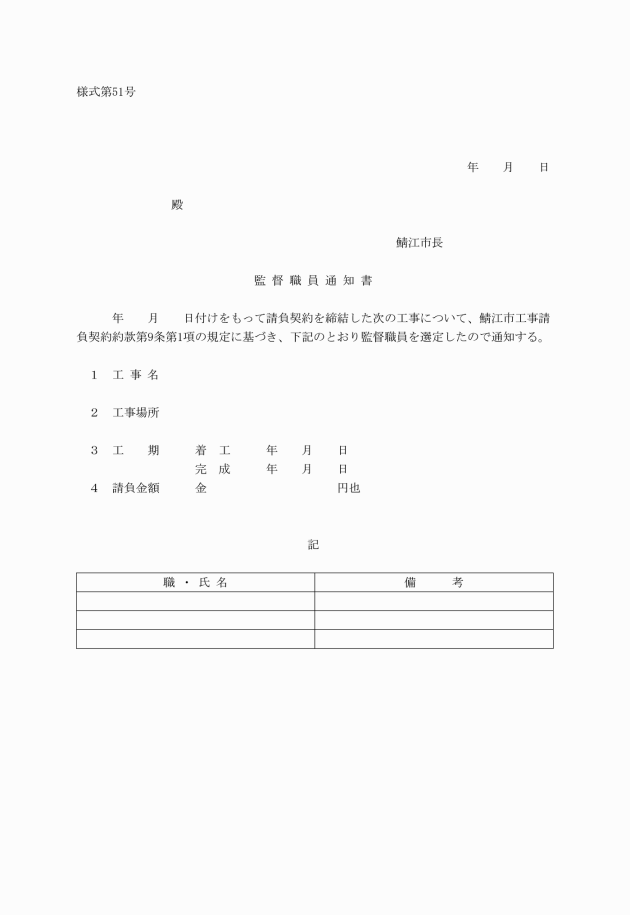 様式第51号
年　　月　　日
殿
鯖江市長
監 督 職 員 通 知 書
年　　月　　日付けをもって請負契約を締結した次の工事について、鯖江市工事請
負契約約款第9条第1項の規定に基づき、下記のとおり監督職員を選定したので通知する。
１　工 事 名
２　工事場所
３　工　　期　　　着　工　　　年　　月　　日
完　成　　　年　　月　　日
４　請負金額　　　金　　　　　　　　　　　円也
記
職 ・ 氏 名　　　備　　　考